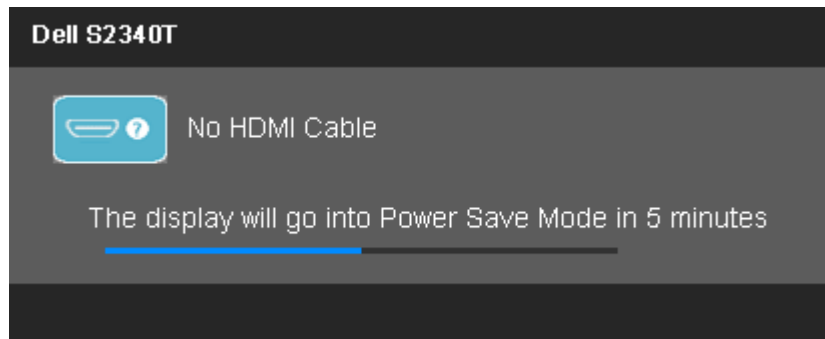 Dell S2340T
No HDMI Cable
The display will go into Power Save Mode in 5 minutes